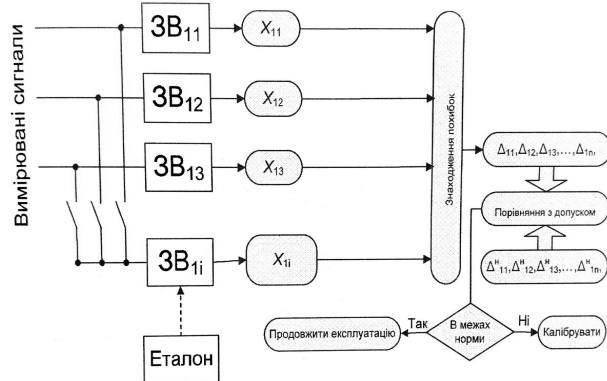 Вимірювані сигнали
ЗВ11
X11
ЗВ12
X12
ЗВ13
X13
ЗВ1i
X1i
Еталон
Знаходження похибок
Δ11,Δ12,Δ13,...,Δ1n,
Порівняння з допуском
Δн11,Δн12,Δн13,...,Δн1n,
В межах
норми
Так
Ні
Продовжити експлуатацію
Калібрувати